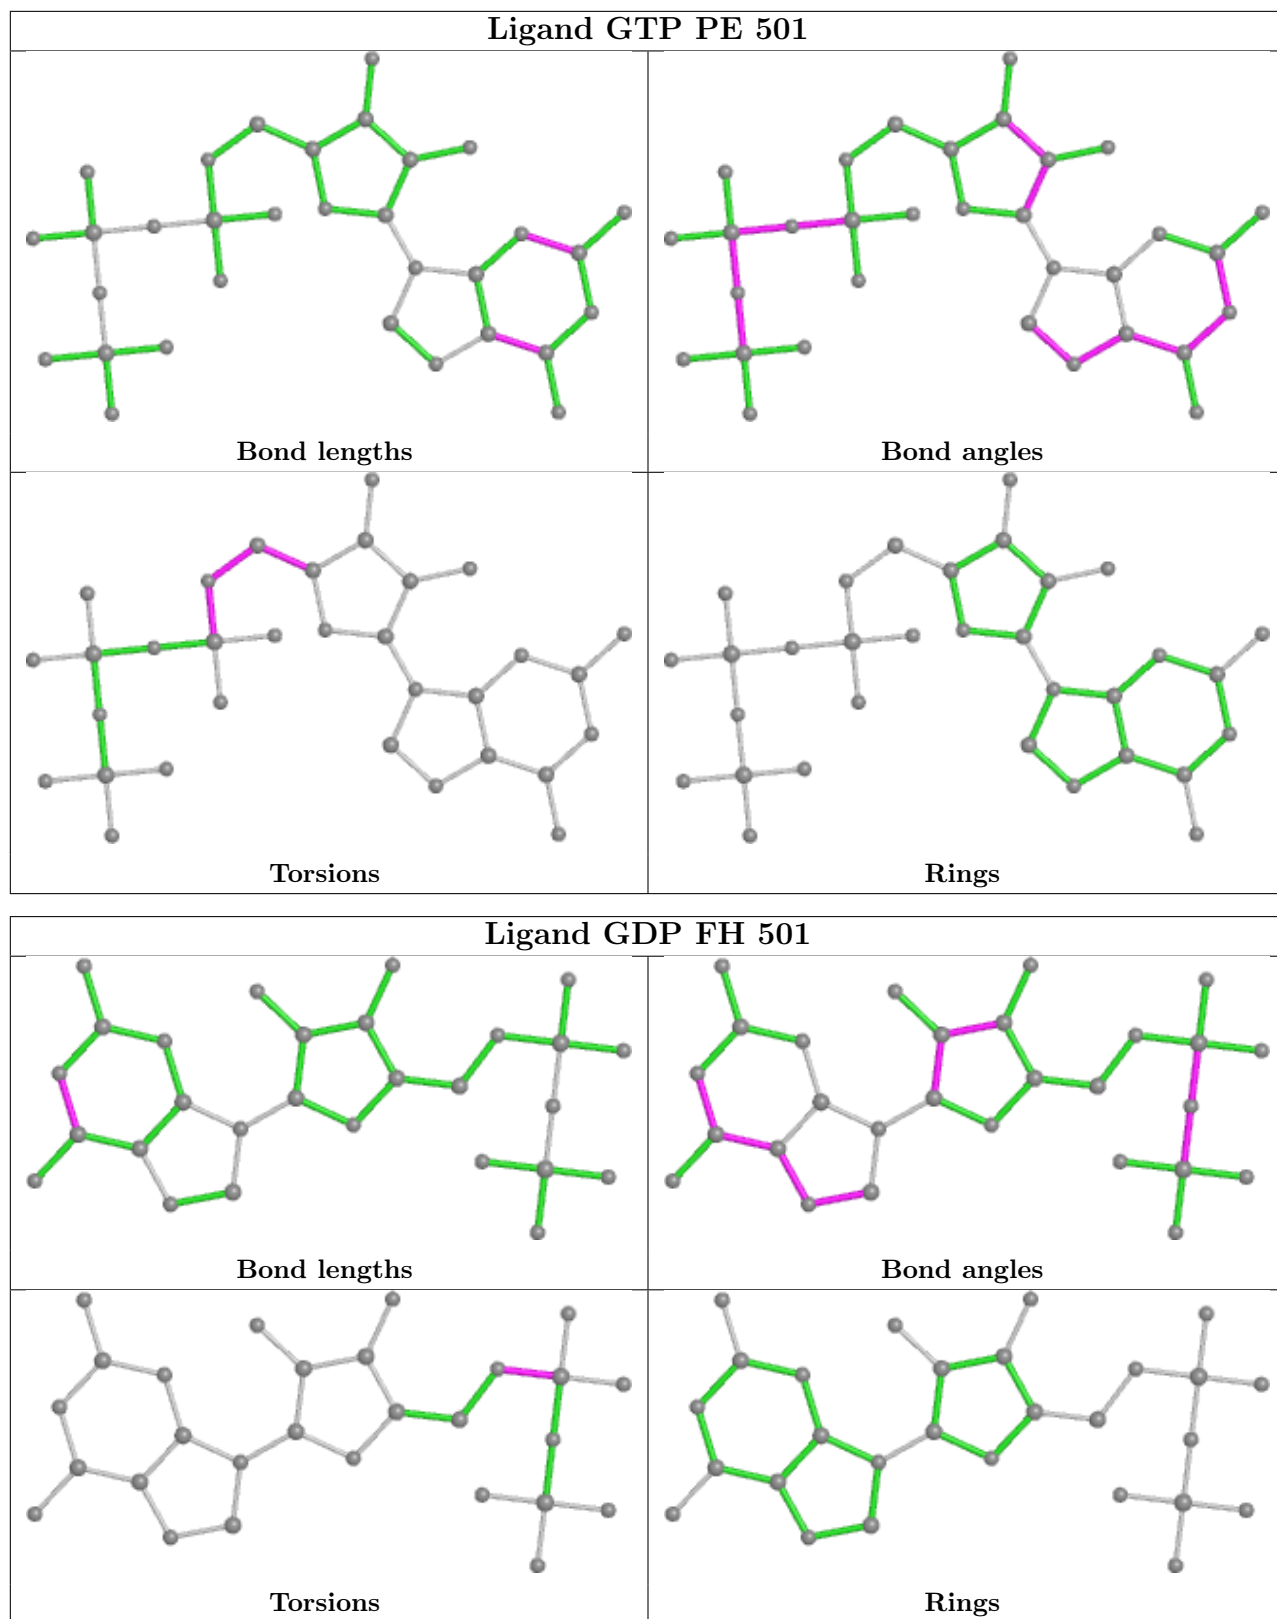 Ligand GTP PE 501
Bond lengths
Bond angles
Torsions
Rings
Ligand GDP FH 501
Bond lengths
Bond angles
Torsions
Rings